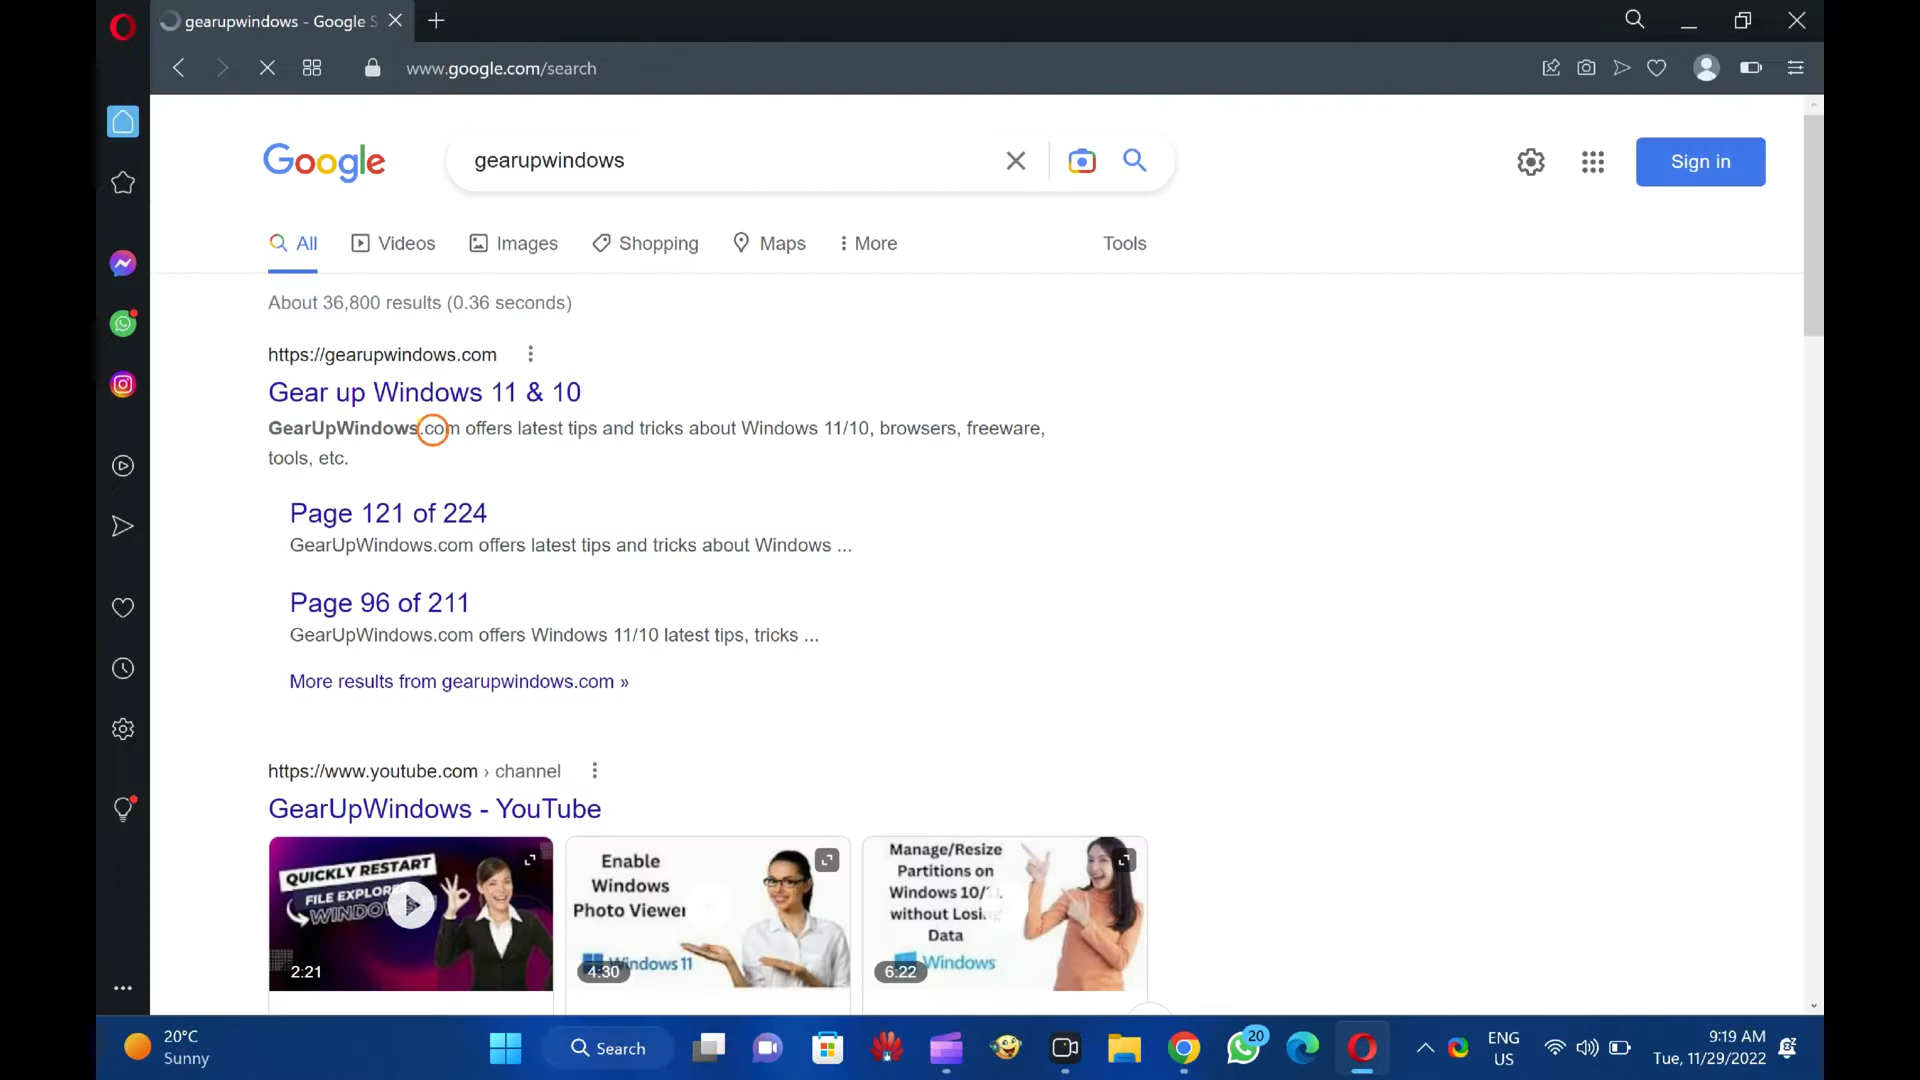 gearupwindows - Google S
www.google.com/search
Google
gearupwindows
Sign in
All
Videos
Images
Shopping
Maps
More
Tools
About 36,800 results (0.36 seconds)
https://gearupwindows.com
Gear up Windows 11 & 10
GearUpWindows.com offers latest tips and tricks about Windows 11/10, browsers, freeware,
tools, etc.
Page 121 of 224
GearUpWindows.com offers latest tips and tricks about Windows ...
Page 96 of 211
GearUpWindows.com offers Windows 11/10 latest tips, tricks ...
More results from gearupwindows.com »
https://www.youtube.com › channel
GearUpWindows - YouTube
QUICKLY RESTART
FILE EXPLORER
WINDOW
2:21
Enable
Windows
Photo Viewer
Windows 11
4:30
Manage/Resize
Partitions on
Windows 10/1
without Losing
Data
Windows
6:22
20°C
Sunny
Search
20
ENG
US
9:19 AM
Tue, 11/29/2022